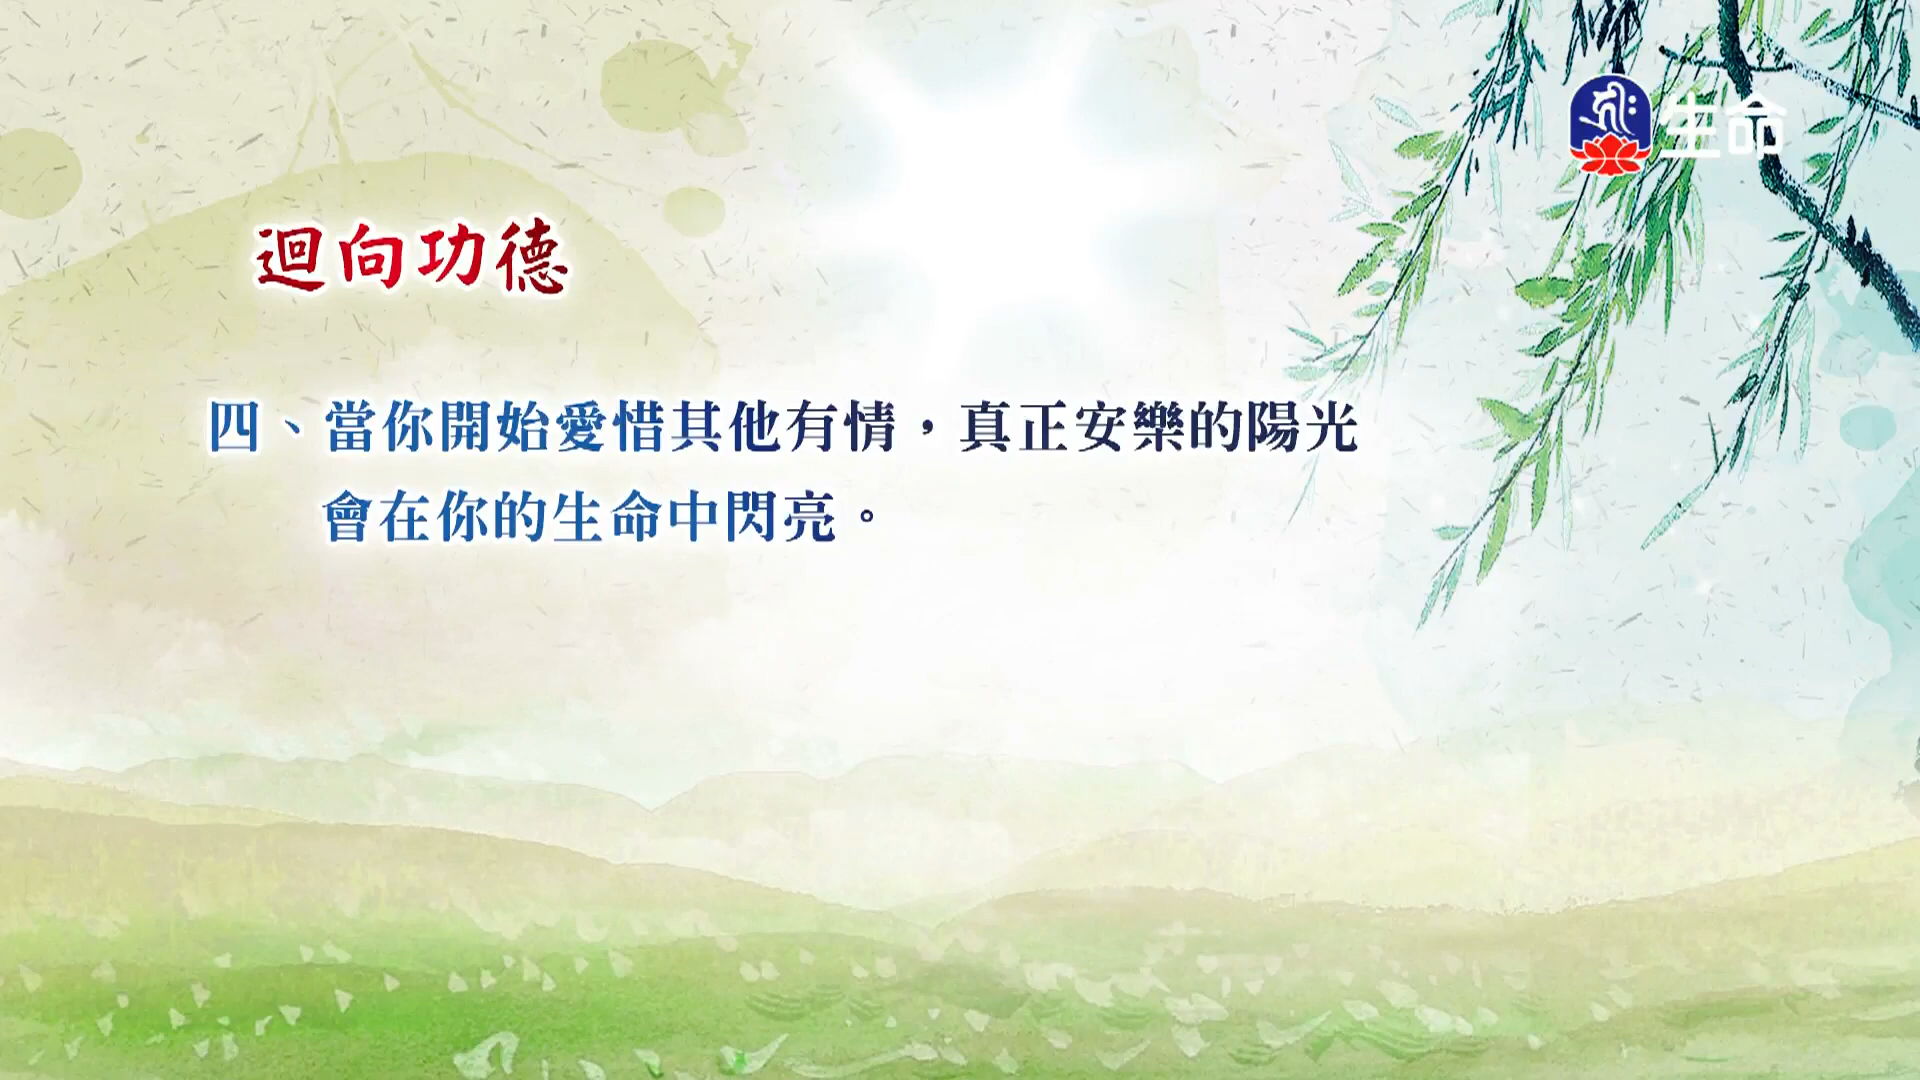 生命
迴向功德
四、當你開始愛惜其他有情，真正安樂的陽光
會在你的生命中閃亮。